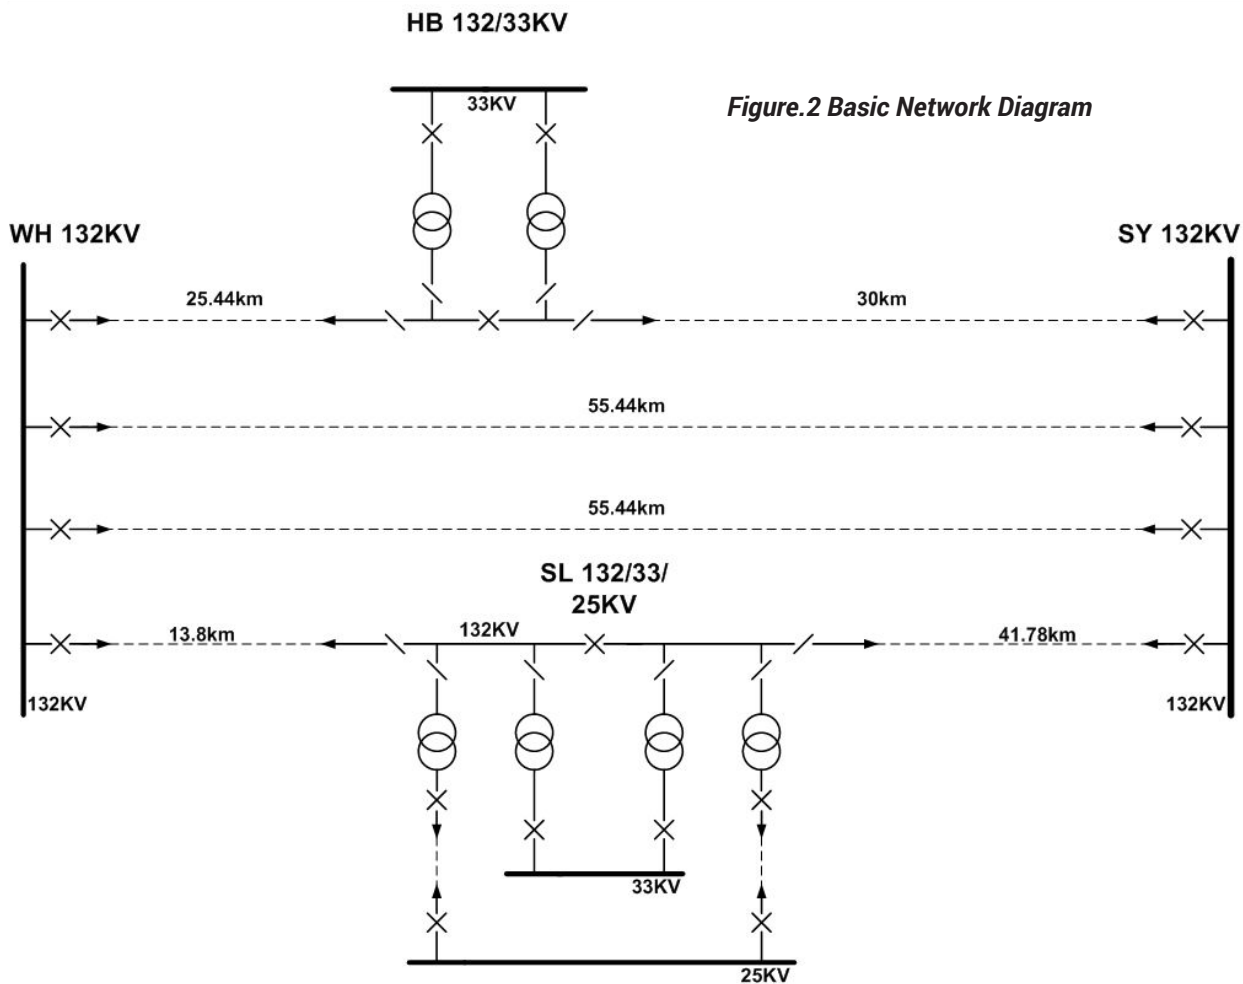 HB 132/33KV
33KV
Figure.2 Basic Network Diagram
WH 132KV
SY 132KV
25.44km
30km
55.44km
55.44km
SL 132/33/
25KV
132KV
13.8km
41.78km
132KV
132KV
33KV
25KV